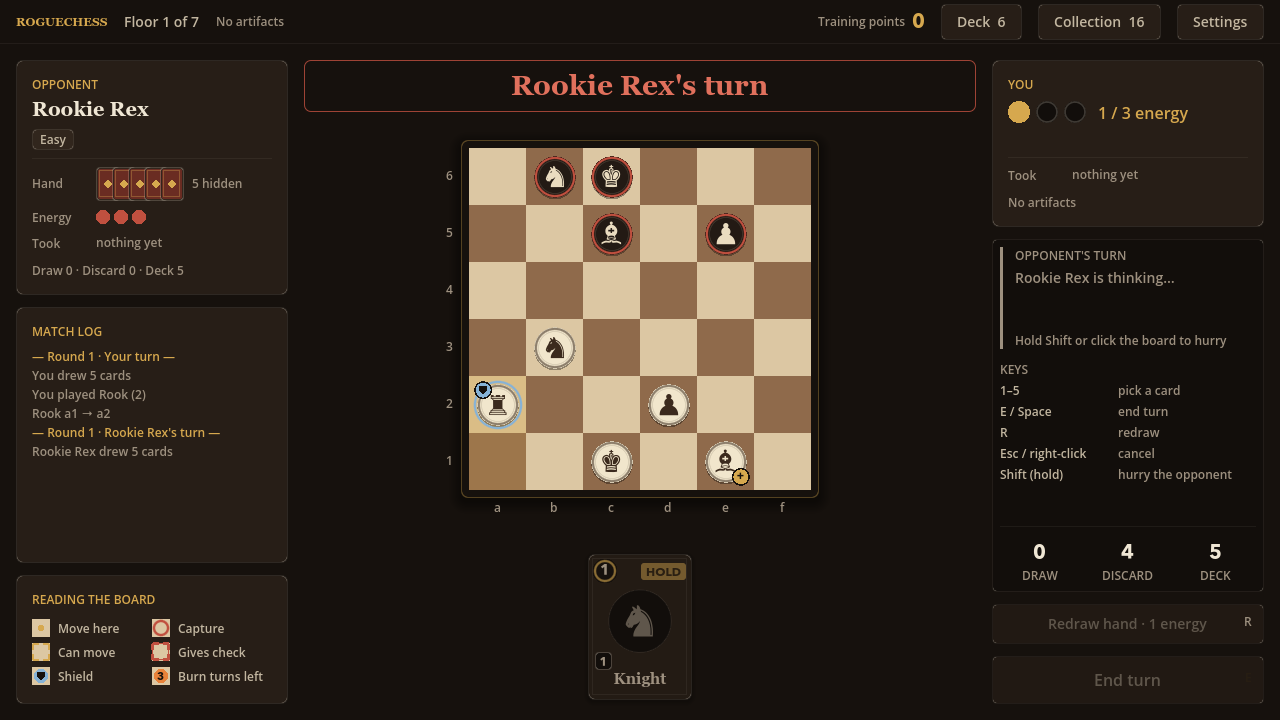 ROGUECHESS Floor 1 of 7 No artifacts
Training points 0 Deck 6 Collection 16 Settings
OPPONENT
Rookie Rex
Easy
Hand 5 hidden
Energy
Took nothing yet
Draw 0 · Discard 0 · Deck 5
MATCH LOG
— Round 1 · Your turn —
You drew 5 cards
You played Rook (2)
Rook a1 → a2
— Round 1 · Rookie Rex's turn —
Rookie Rex drew 5 cards
READING THE BOARD
Move here Capture
Can move Gives check
Shield 3 Burn turns left
Rookie Rex's turn
6
5
4
3
2
1
a b c d e f
+
1 HOLD
1
Knight
YOU
1 / 3 energy
Took nothing yet
No artifacts
OPPONENT'S TURN
Rookie Rex is thinking...
Hold Shift or click the board to hurry
KEYS
1–5 pick a card
E / Space end turn
R redraw
Esc / right-click cancel
Shift (hold) hurry the opponent
0 4 5
DRAW DISCARD DECK
Redraw hand · 1 energy R
End turn